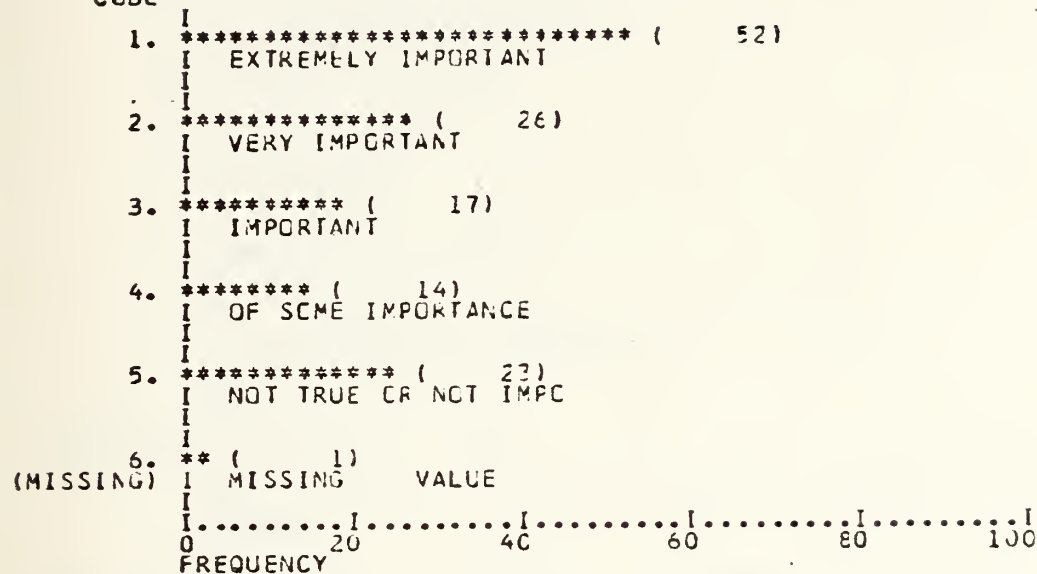 CODE
I
1. *************************** ( 52)
I EXTREMELY IMPORTANT
I
I
2. ************** ( 26)
I VERY IMPORTANT
I
I
3. ********** ( 17)
I IMPORTANT
I
I
4. ******** ( 14)
I OF SOME IMPORTANCE
I
I
5. ************* ( 23)
I NOT TRUE OR NOT IMPO
I
I
6. ** ( 1)
(MISSING) I MISSING VALUE
I
I.........I.........I.........I.........I.........I
0 20 40 60 80 100
FREQUENCY